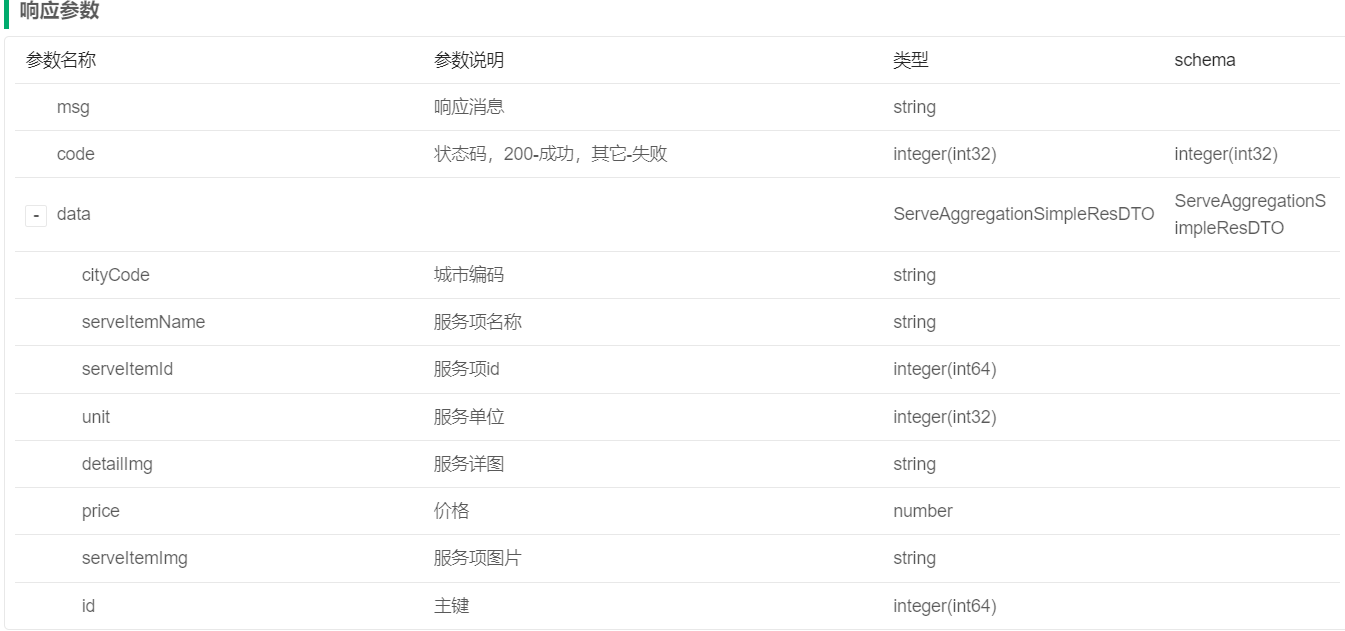 响应参数
参数名称 参数说明 类型 schema
msg 响应消息 string
code 状态码，200-成功，其它-失败 integer(int32) integer(int32)
- data ServeAggregationSimpleResDTO ServeAggregationS
impleResDTO
cityCode 城市编码 string
serveItemName 服务项名称 string
serveItemId 服务项id integer(int64)
unit 服务单位 integer(int32)
detailImg 服务详图 string
price 价格 number
serveItemImg 服务项图片 string
id 主键 integer(int64)